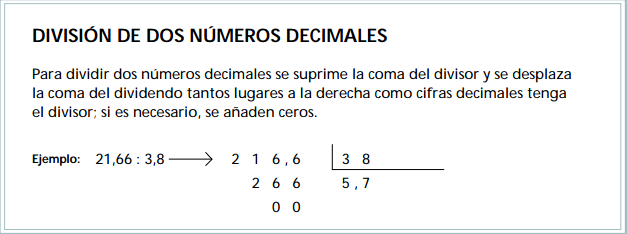 DIVISIÓN DE DOS NÚMEROS DECIMALES
Para dividir dos números decimales se suprime la coma del divisor y se desplaza
la coma del dividendo tantos lugares a la derecha como cifras decimales tenga
el divisor; si es necesario, se añaden ceros.
Ejemplo: 21,66 : 3,8 → 2 1 6 , 6 3 8
2 6 6 5 , 7
0 0